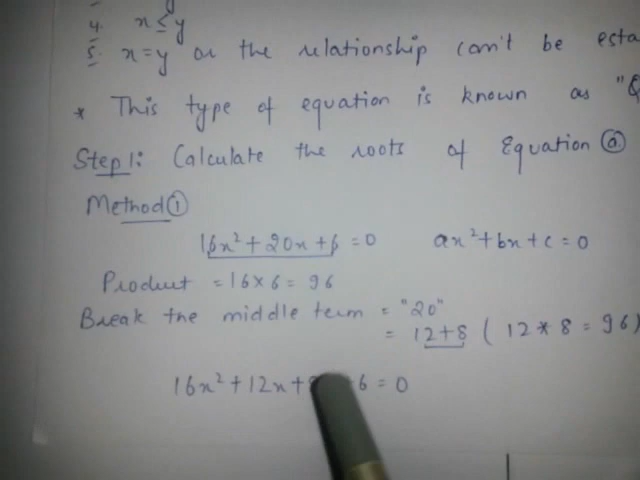 4. x ≤ y
5. x = y or the relationship can't be
* This type of equation is known as
Step 1: Calculate the roots of Equation ⓐ
Method ①
16x² + 20x + 6 = 0 ax² + bx + c = 0
Product = 16 × 6 = 96
Break the middle term = "20"
= 12 + 8 ( 12 * 8 = 96 )
16x² + 12x + 6 = 0